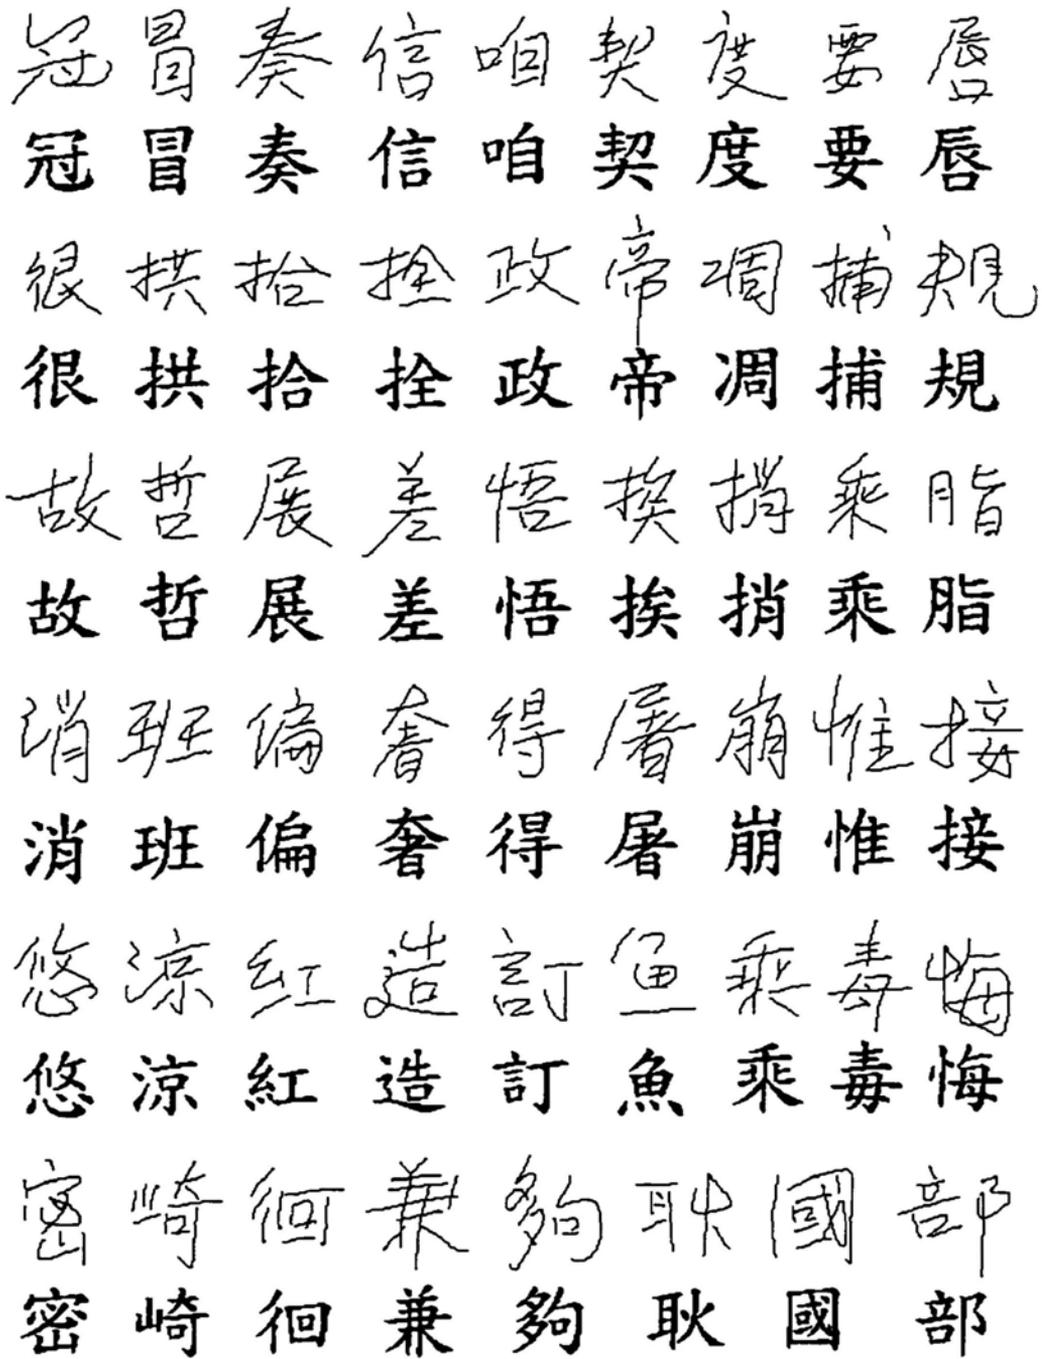 冠冒奏信咱契度要唇
冠冒奏信咱契度要唇
很拱拾拴政帝凋捕規
很拱拾拴政帝凋捕規
故哲展差悟挨捎乘脂
故哲展差悟挨捎乘脂
消班偏奢得屠崩惟接
消班偏奢得屠崩惟接
悠涼紅造訂魚乘毒悔
悠涼紅造訂魚乘毒悔
密崎徊兼夠耿國部
密崎徊兼夠耿國部